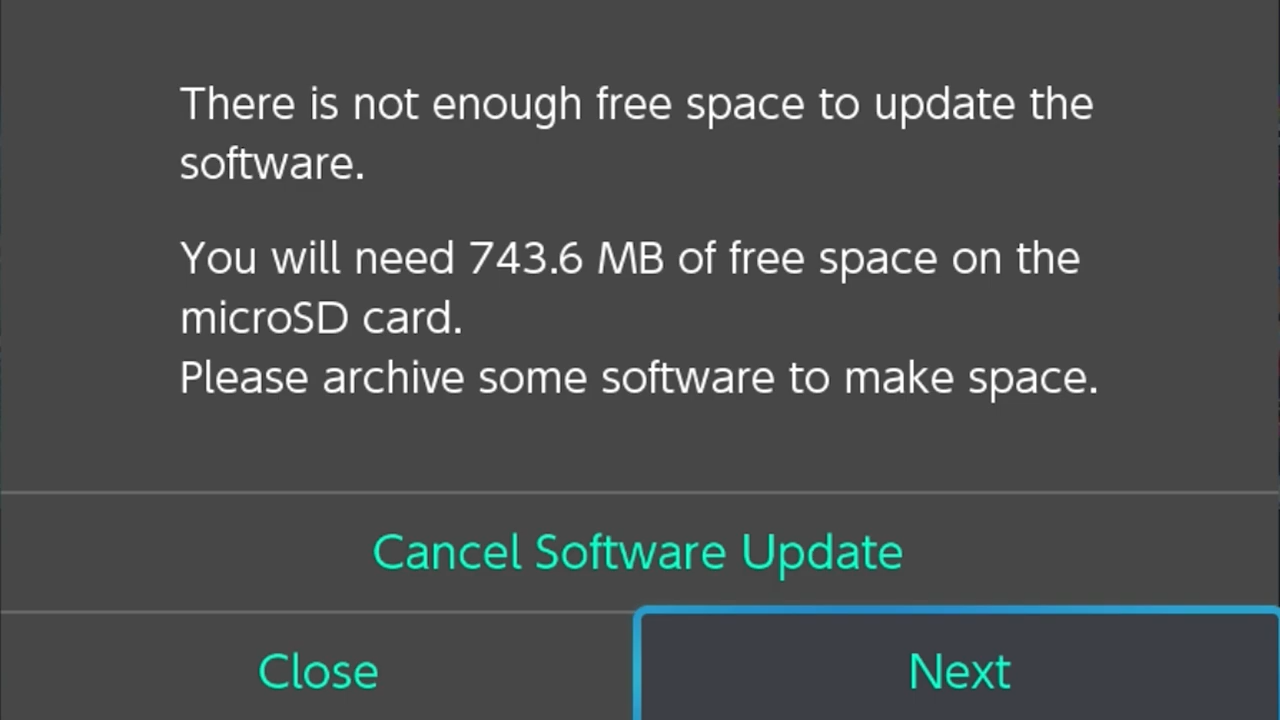 There is not enough free space to update the
software.
You will need 743.6 MB of free space on the
microSD card.
Please archive some software to make space.
Cancel Software Update
Close
Next